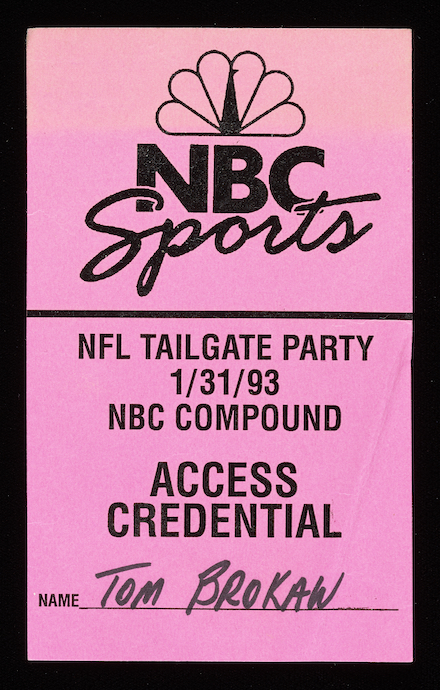 NBC
Sports
NFL TAILGATE PARTY
1/31/93
NBC COMPOUND
ACCESS
CREDENTIAL
NAME TOM BROKAW